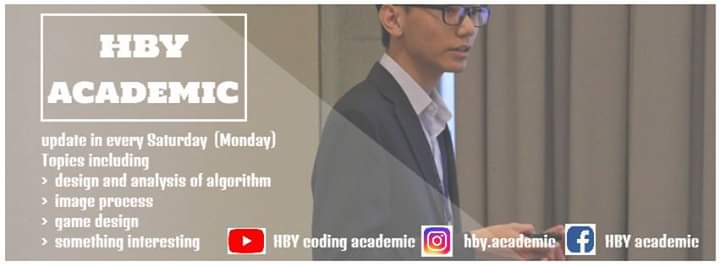 HBY
ACADEMIC
update in every Saturday (Monday)
Topics including
> design and analysis of algorithm
> image process
> game design
> something interesting
HBY coding academic hby.academic HBY academic